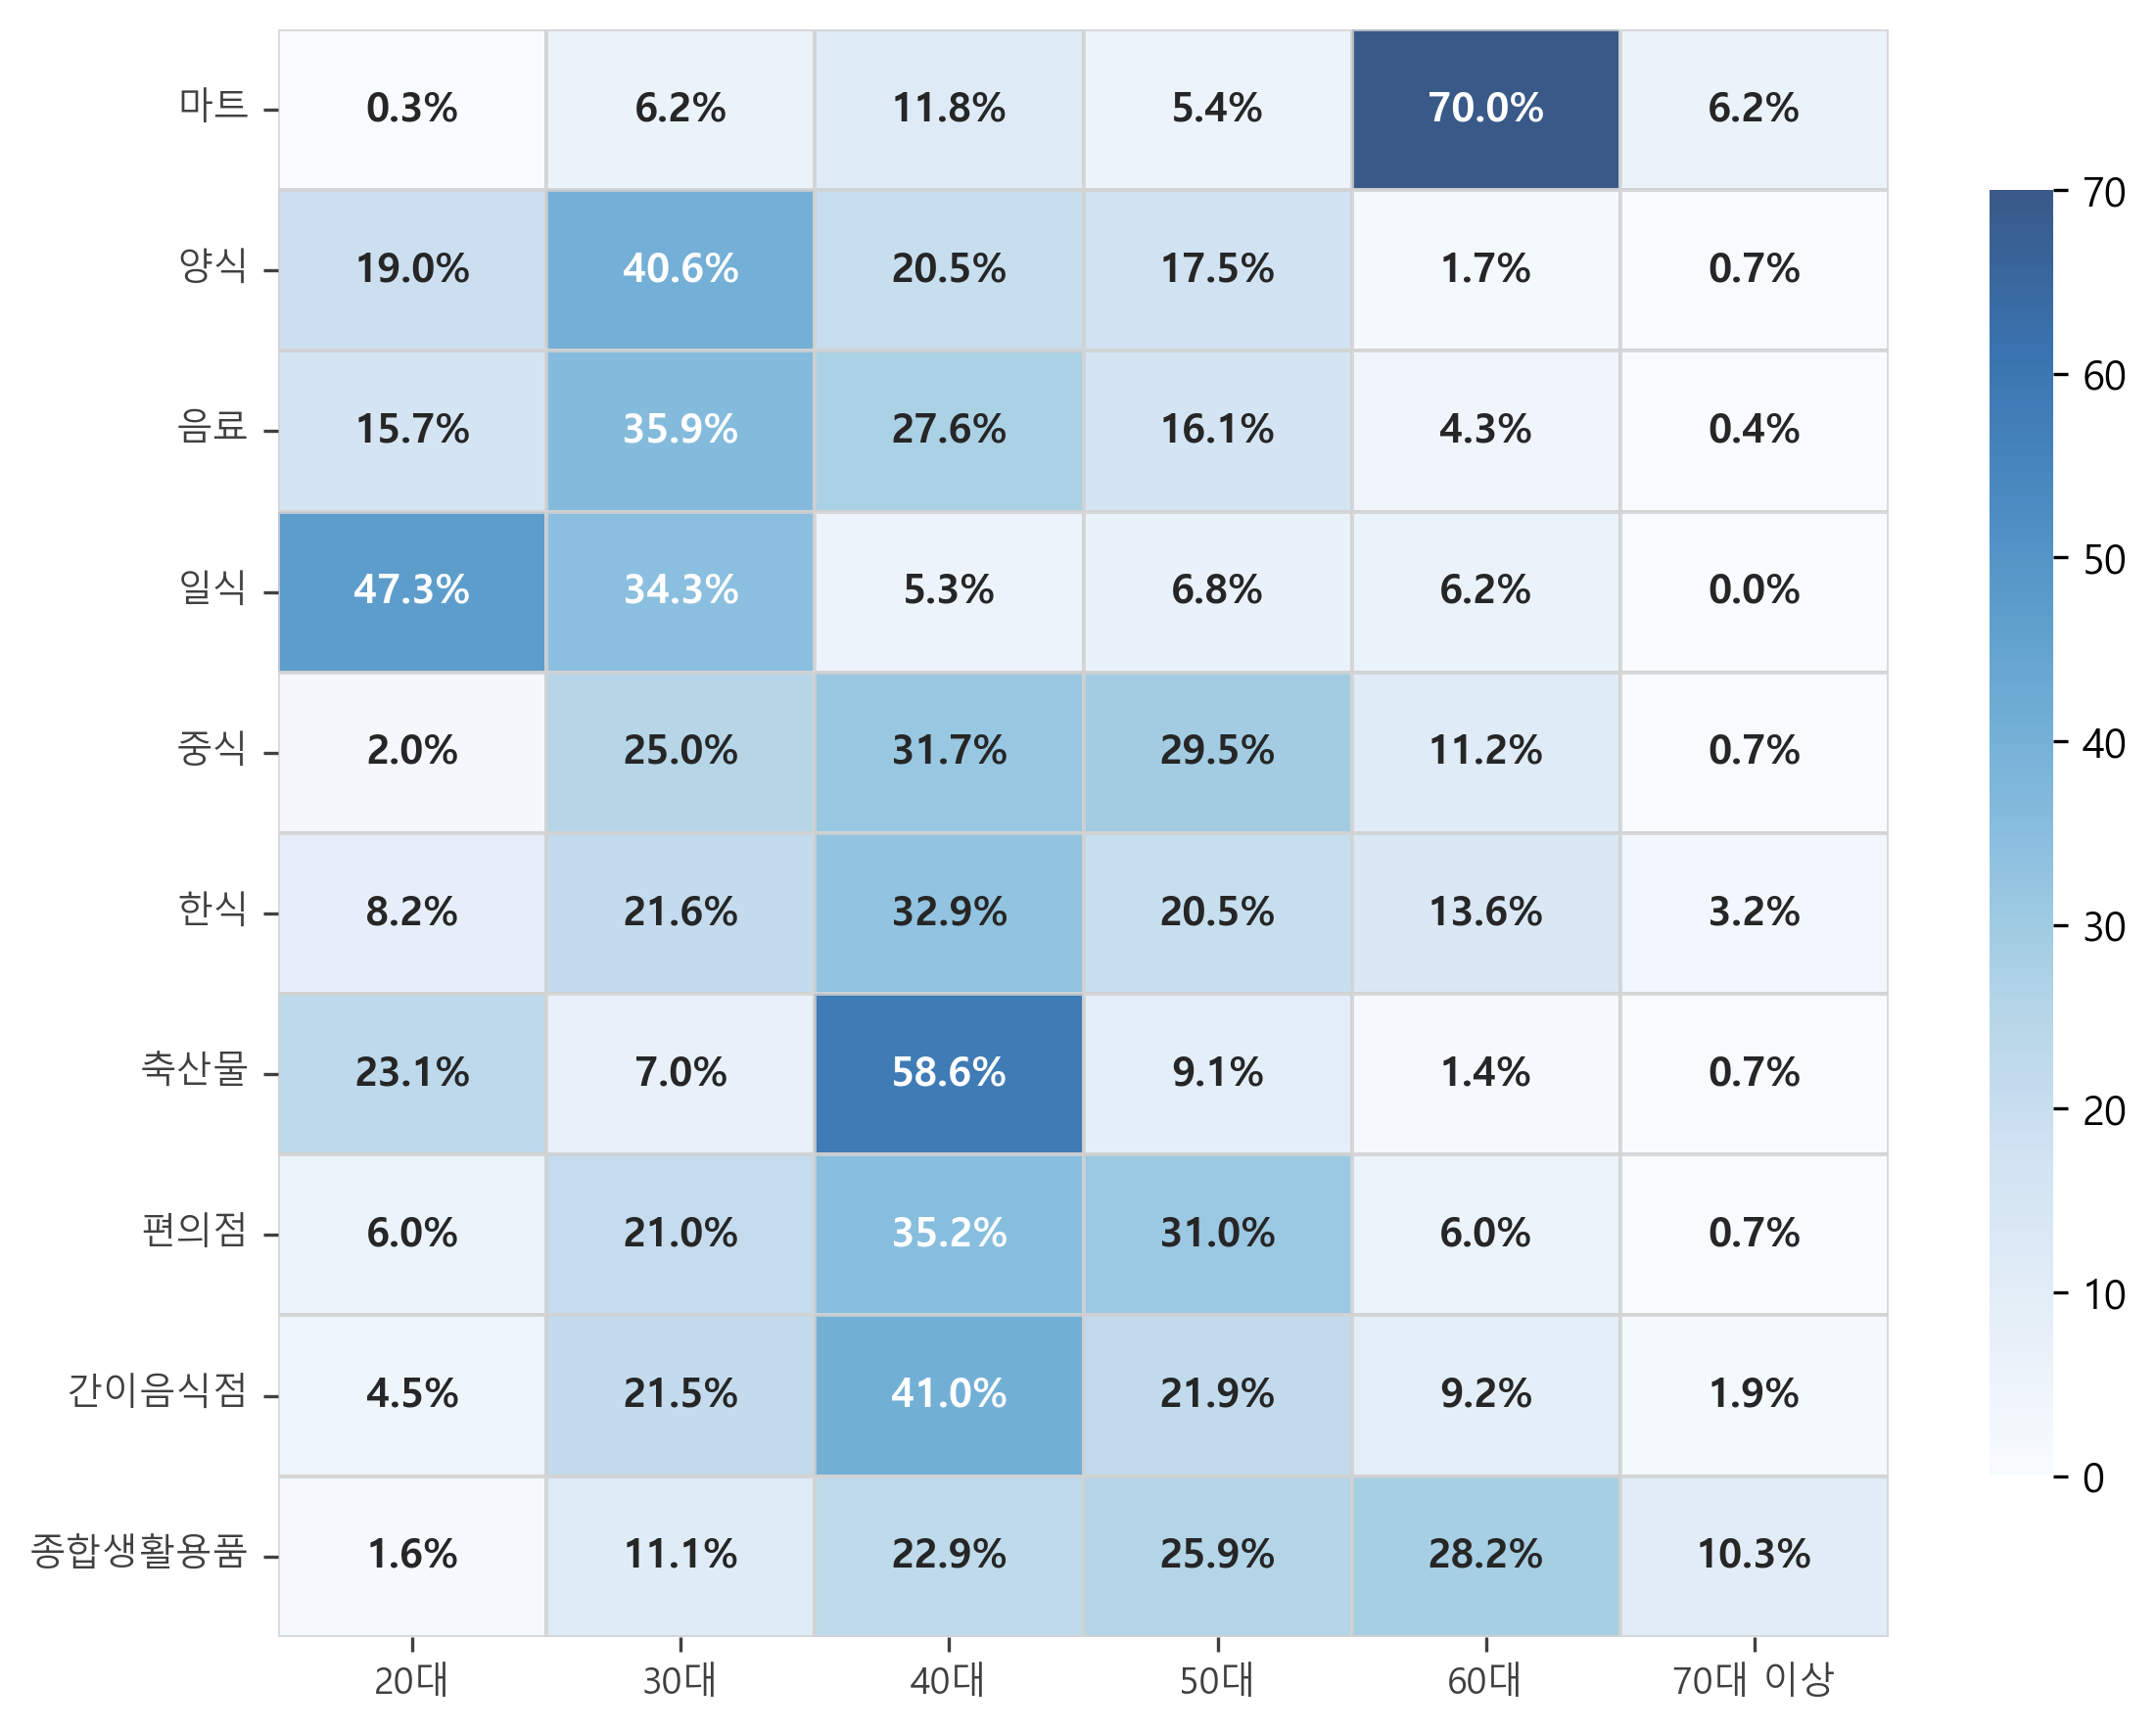 마트 0.3% 6.2% 11.8% 5.4% 70.0% 6.2%
양식 19.0% 40.6% 20.5% 17.5% 1.7% 0.7%
음료 15.7% 35.9% 27.6% 16.1% 4.3% 0.4%
일식 47.3% 34.3% 5.3% 6.8% 6.2% 0.0%
중식 2.0% 25.0% 31.7% 29.5% 11.2% 0.7%
한식 8.2% 21.6% 32.9% 20.5% 13.6% 3.2%
축산물 23.1% 7.0% 58.6% 9.1% 1.4% 0.7%
편의점 6.0% 21.0% 35.2% 31.0% 6.0% 0.7%
간이음식점 4.5% 21.5% 41.0% 21.9% 9.2% 1.9%
종합생활용품 1.6% 11.1% 22.9% 25.9% 28.2% 10.3%
20대 30대 40대 50대 60대 70대 이상
70
60
50
40
30
20
10
0